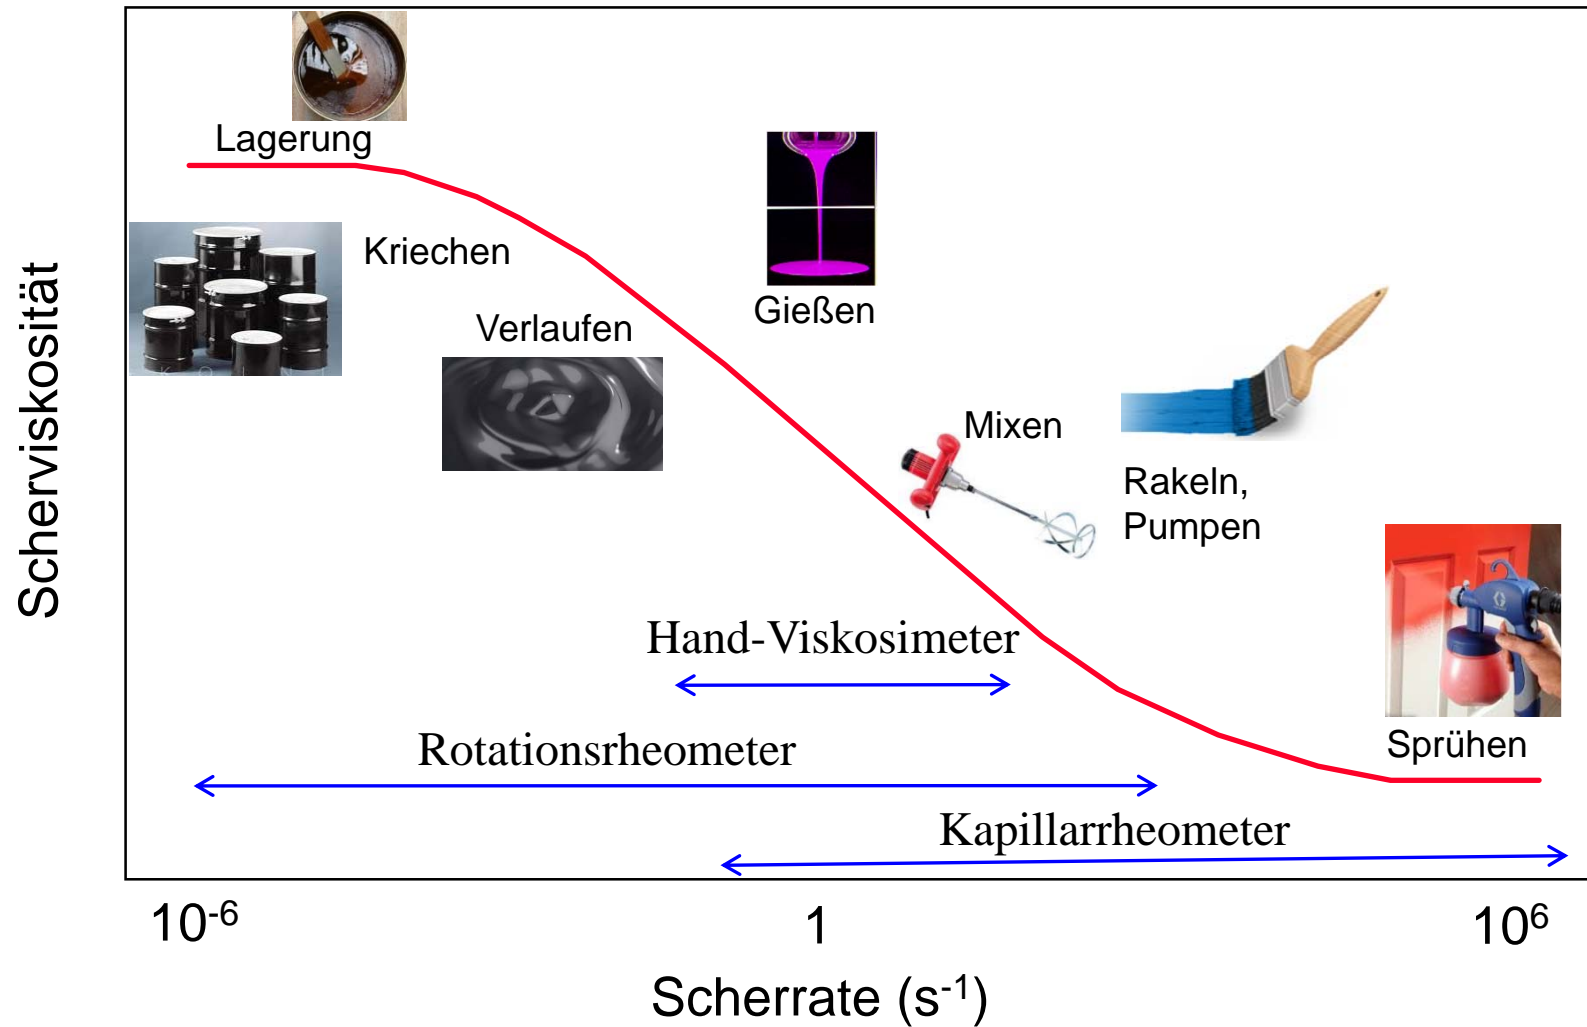 Lagerung
Kriechen
Verlaufen
Gießen
Mixen
Rakeln,
Pumpen
Sprühen
Hand-Viskosimeter
Rotationsrheometer
Kapillarrheometer
Scherviskosität
10⁻⁶
1
10⁶
Scherrate (s⁻¹)